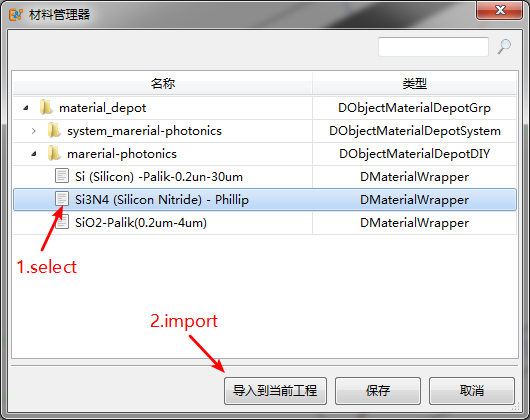 材料管理器
名称 类型
material_depot DObjectMaterialDepotGrp
system_marerial-photonics DObjectMaterialDepotSystem
marerial-photonics DObjectMaterialDepotDIY
Si (Silicon) -Palik-0.2un-30um DMaterialWrapper
Si3N4 (Silicon Nitride) - Phillip DMaterialWrapper
SiO2-Palik(0.2um-4um) DMaterialWrapper
1.select
2.import
导入到当前工程 保存 取消